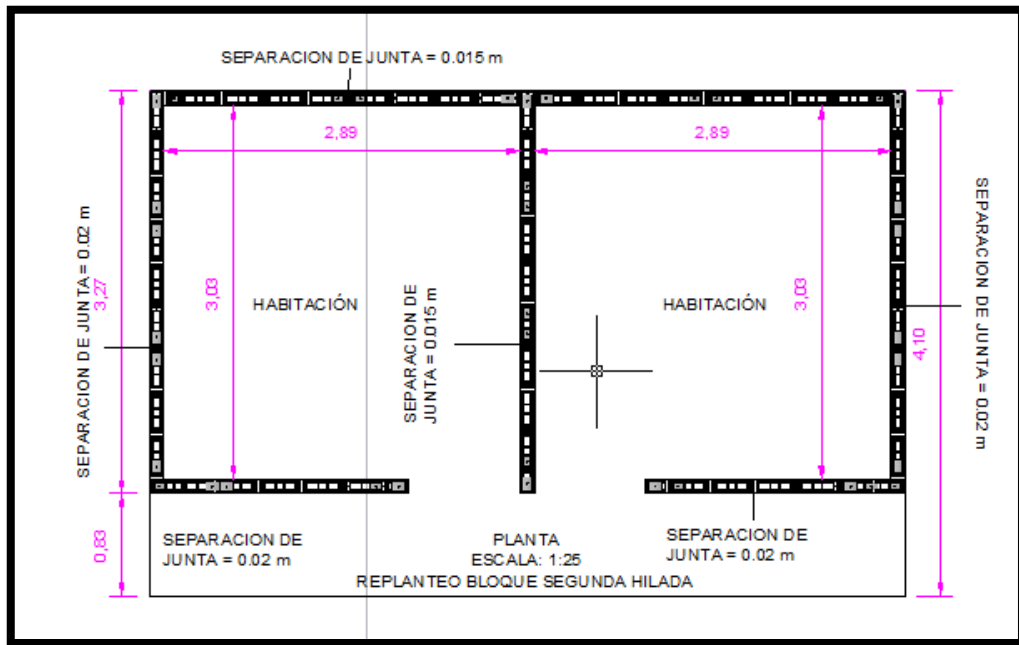 SEPARACION DE JUNTA = 0.015 m
2,89
2,89
SEPARACION DE JUNTA = 0.02 m
3,27
3,03
HABITACIÓN
SEPARACION DE
JUNTA = 0.015 m
HABITACIÓN
3,03
4,10
SEPARACION DE JUNTA = 0.02 m
0,83
SEPARACION DE
JUNTA = 0.02 m
PLANTA
ESCALA: 1:25
REPLANTEO BLOQUE SEGUNDA HILADA
SEPARACION DE
JUNTA = 0.02 m